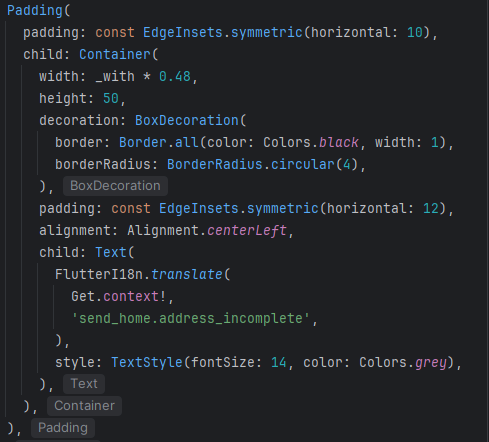 Padding(
  padding: const EdgeInsets.symmetric(horizontal: 10),
  child: Container(
    width: _with * 0.48,
    height: 50,
    decoration: BoxDecoration(
      border: Border.all(color: Colors.black, width: 1),
      borderRadius: BorderRadius.circular(4),
    ), BoxDecoration
    padding: const EdgeInsets.symmetric(horizontal: 12),
    alignment: Alignment.centerLeft,
    child: Text(
      FlutterI18n.translate(
        Get.context!,
        'send_home.address_incomplete',
      ),
      style: TextStyle(fontSize: 14, color: Colors.grey),
    ), Text
  ), Container
), Padding